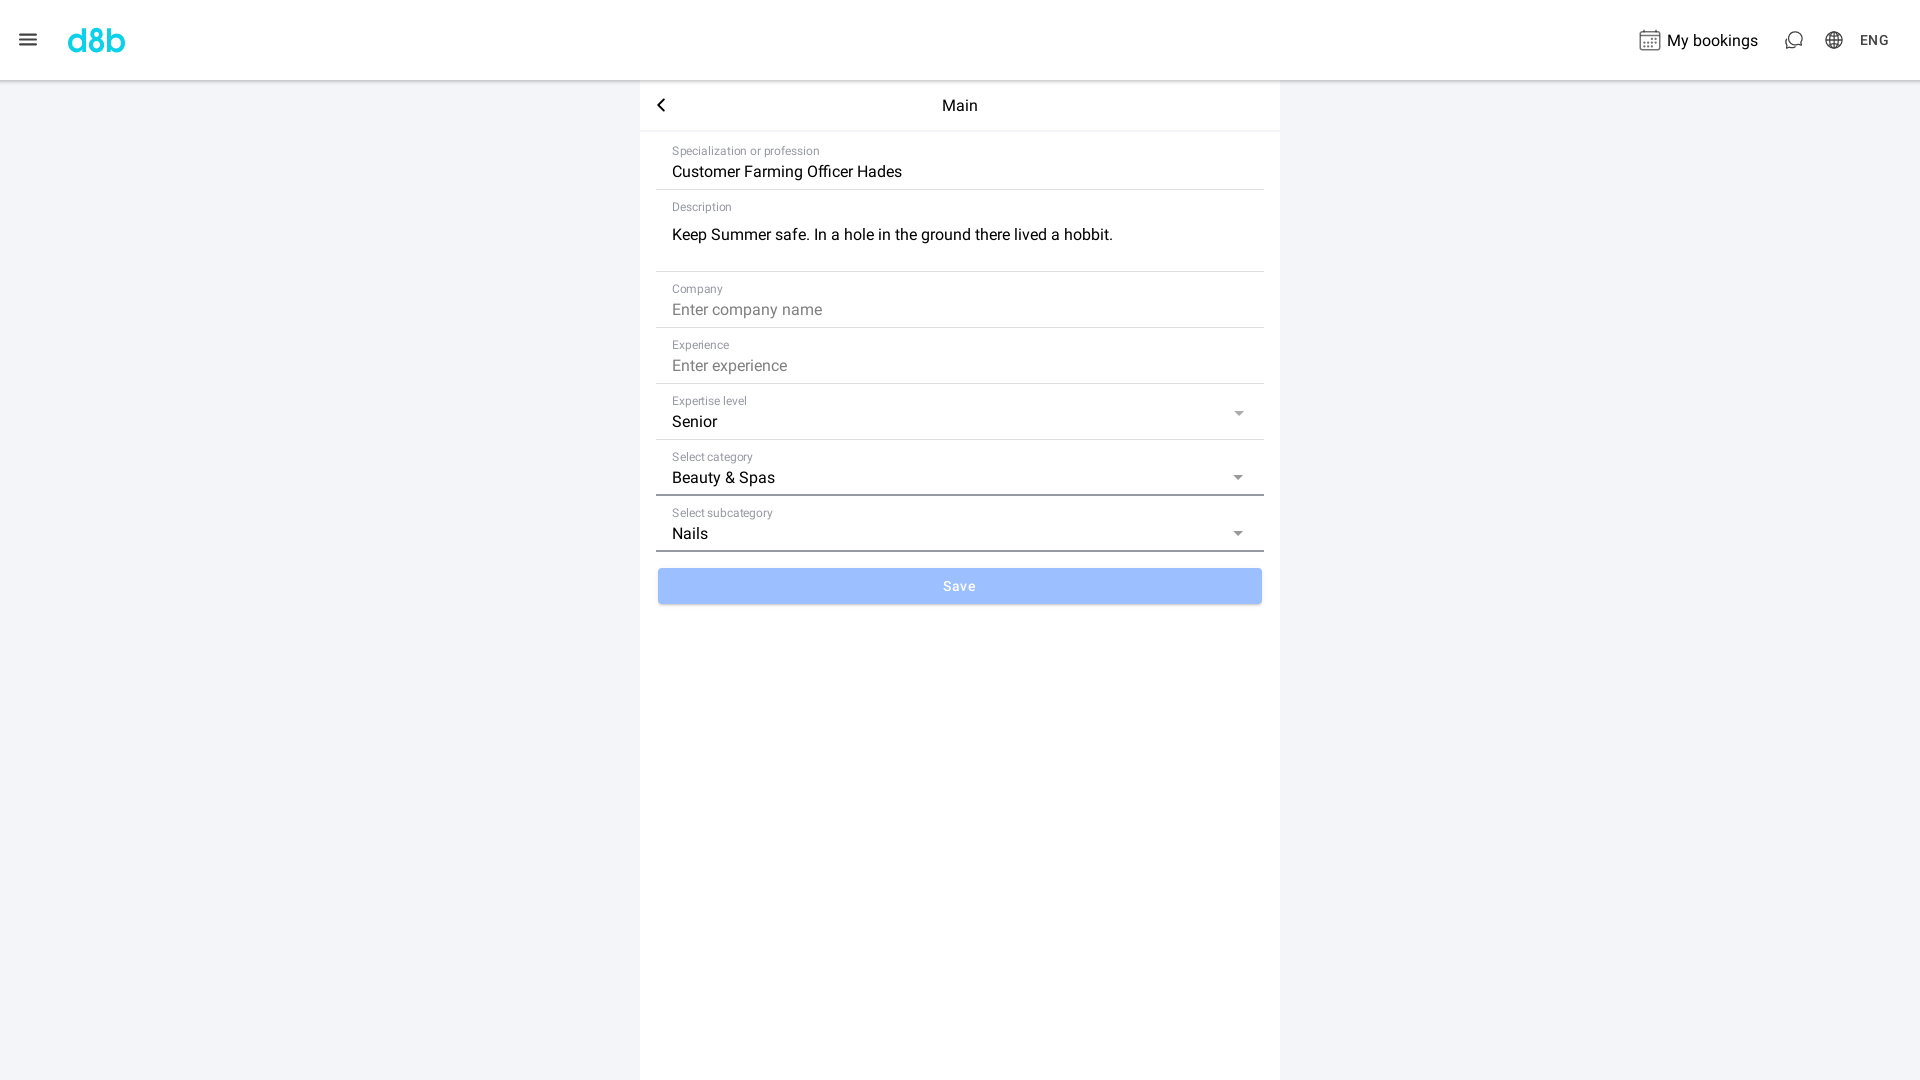 d8b
My bookings
ENG
Main
Specialization or profession
Customer Farming Officer Hades
Description
Keep Summer safe. In a hole in the ground there lived a hobbit.
Company
Enter company name
Experience
Enter experience
Expertise level
Senior
Select category
Beauty & Spas
Select subcategory
Nails
Save